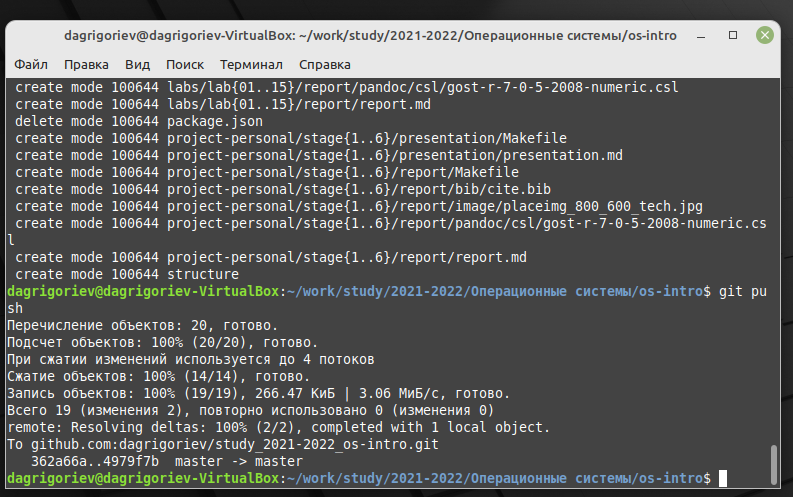 dagrigoriev@dagrigoriev-VirtualBox: ~/work/study/2021-2022/Операционные системы/os-intro
Файл Правка Вид Поиск Терминал Справка
create mode 100644 labs/lab{01..15}/report/pandoc/csl/gost-r-7-0-5-2008-numeric.csl
create mode 100644 labs/lab{01..15}/report/report.md
delete mode 100644 package.json
create mode 100644 project-personal/stage{1..6}/presentation/Makefile
create mode 100644 project-personal/stage{1..6}/presentation/presentation.md
create mode 100644 project-personal/stage{1..6}/report/Makefile
create mode 100644 project-personal/stage{1..6}/report/bib/cite.bib
create mode 100644 project-personal/stage{1..6}/report/image/placeimg_800_600_tech.jpg
create mode 100644 project-personal/stage{1..6}/report/pandoc/csl/gost-r-7-0-5-2008-numeric.cs
l
create mode 100644 project-personal/stage{1..6}/report/report.md
create mode 100644 structure
dagrigoriev@dagrigoriev-VirtualBox:~/work/study/2021-2022/Операционные системы/os-intro$ git pu
sh
Перечисление объектов: 20, готово.
Подсчет объектов: 100% (20/20), готово.
При сжатии изменений используется до 4 потоков
Сжатие объектов: 100% (14/14), готово.
Запись объектов: 100% (19/19), 266.47 КиБ | 3.06 МиБ/с, готово.
Всего 19 (изменения 2), повторно использовано 0 (изменения 0)
remote: Resolving deltas: 100% (2/2), completed with 1 local object.
To github.com:dagrigoriev/study_2021-2022_os-intro.git
362a66a..4979f7b master -> master
dagrigoriev@dagrigoriev-VirtualBox:~/work/study/2021-2022/Операционные системы/os-intro$